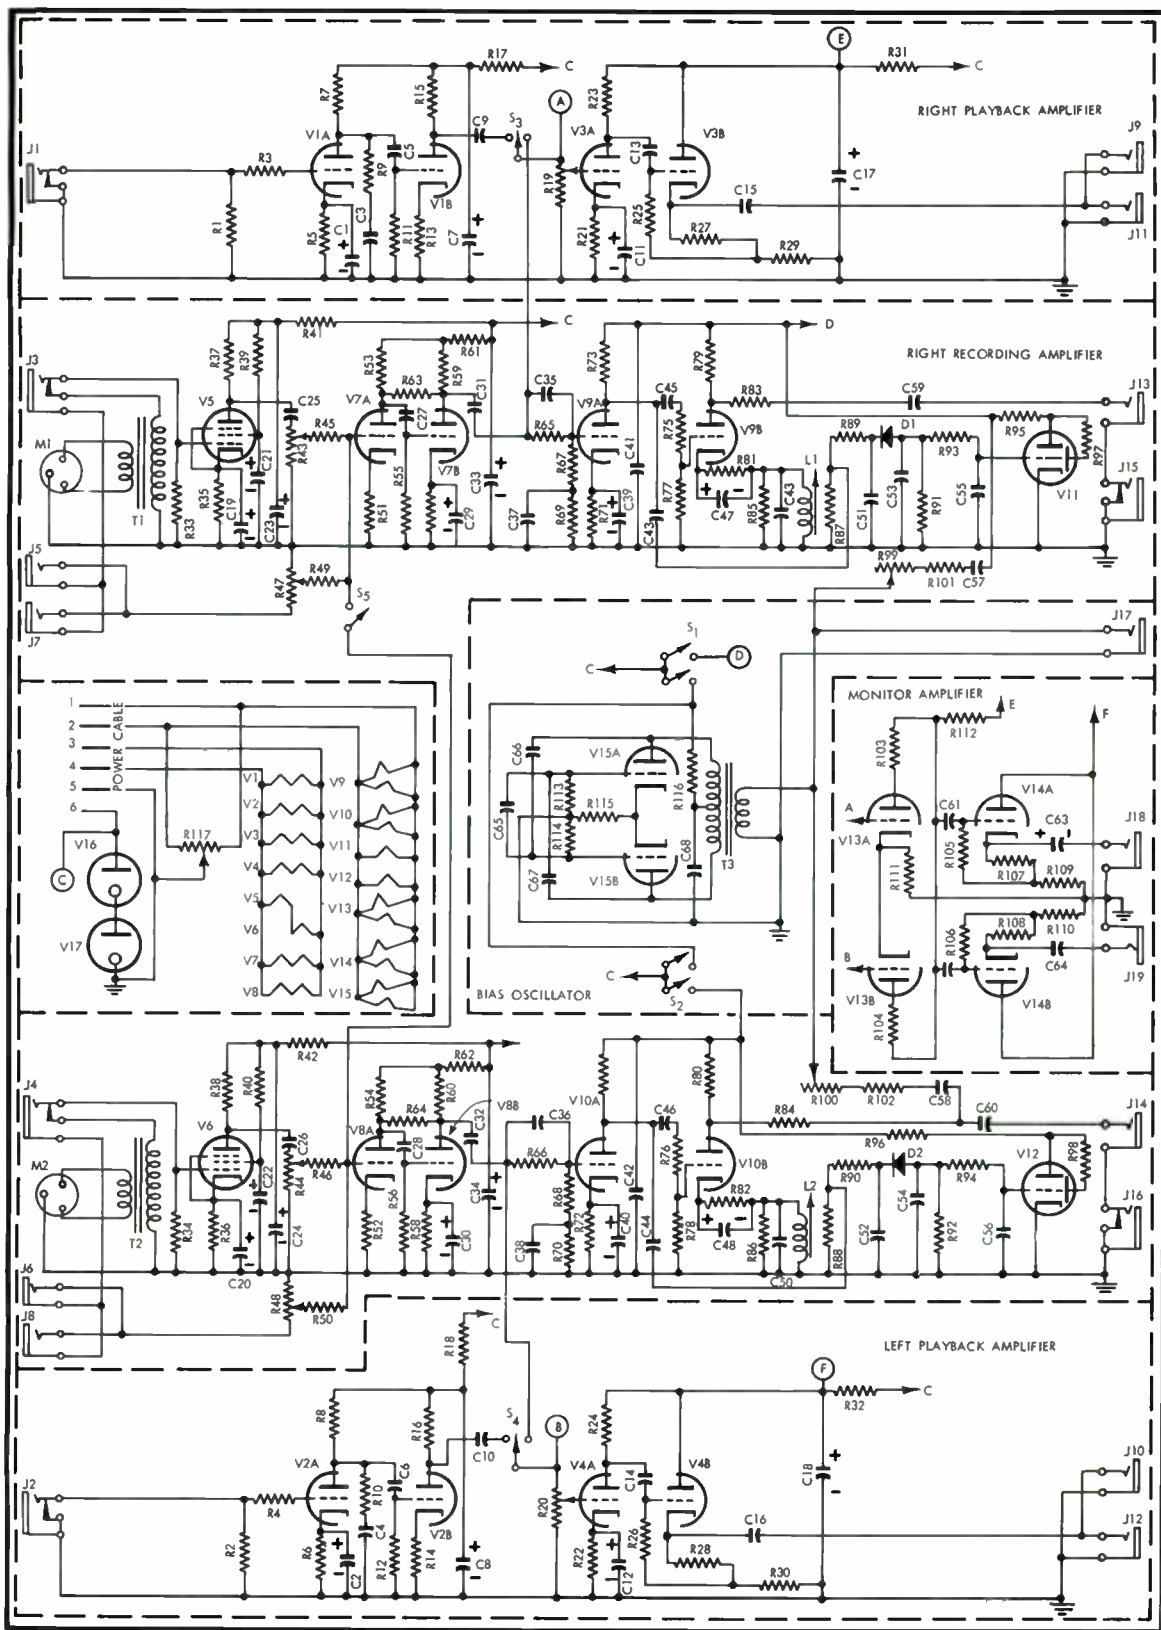 E
R17
C
R31
C
R7
R15
A
R23
RIGHT PLAYBACK AMPLIFIER
C9
S3
V1A
V3A
V3B
J9
J1
R3
R9
C5
C13
R19
C17
C15
V1B
R1
R5
C1
C3
R11
R13
C7
R21
R25
C11
R27
R29
J11
R41
C
D
R37
R39
R53
R61
R59
R73
R79
RIGHT RECORDING AMPLIFIER
J3
V5
C25
V7A
R63
C31
C35
V9A
C45
R83
C59
J13
M1
R45
R43
C27
R65
C41
R75
V9B
R89
D1
R95
R93
R97
C21
V7B
R67
R81
L1
V11
J15
T1
R33
R35
C19
C23
R51
R55
C29
C33
C37
R69
R71
C39
C43
R77
C47
R85
C43
R87
C51
C53
R91
C55
J5
R47
R49
R99
R101
C57
S5
J7
S1
J17
C
D
MONITOR AMPLIFIER
E
F
R112
R103
1
2
3
4
5
6
POWER CABLE
C66
V15A
R116
V14A
V1
V9
V2
V10
V3
V11
V4
V12
V5
V13
V6
V7
V14
V8
V15
R113
R115
R114
C65
C67
V15B
C68
T3
A
V13A
C61
R105
C63
R107
R109
R111
J18
V16
R117
C
V17
R106
R108
R110
C64
J19
B
V13B
V14B
R104
C
S2
BIAS OSCILLATOR
R42
R62
R38
R40
R54
R60
R80
J4
V6
V8A
R64
V8B
C32
C36
V10A
C46
R84
R100
R102
C58
C60
J14
R96
M2
C26
R44
R46
C28
R66
R76
V10B
D2
V12
R98
C22
R56
R68
C42
R82
L2
R90
R94
T2
R34
R36
C20
C24
R52
R58
C30
C34
C38
R70
R72
C40
C44
R78
C48
R86
C50
R88
C52
C54
R92
C56
J16
J6
R48
R50
J8
R18
C
LEFT PLAYBACK AMPLIFIER
F
C
R32
R8
R16
S4
B
R24
C10
J10
V2A
C6
V4A
C14
V4B
C18
J2
R4
R10
R20
C16
V2B
R2
R6
C2
C4
R12
R14
C8
R22
R26
C12
R28
R30
J12